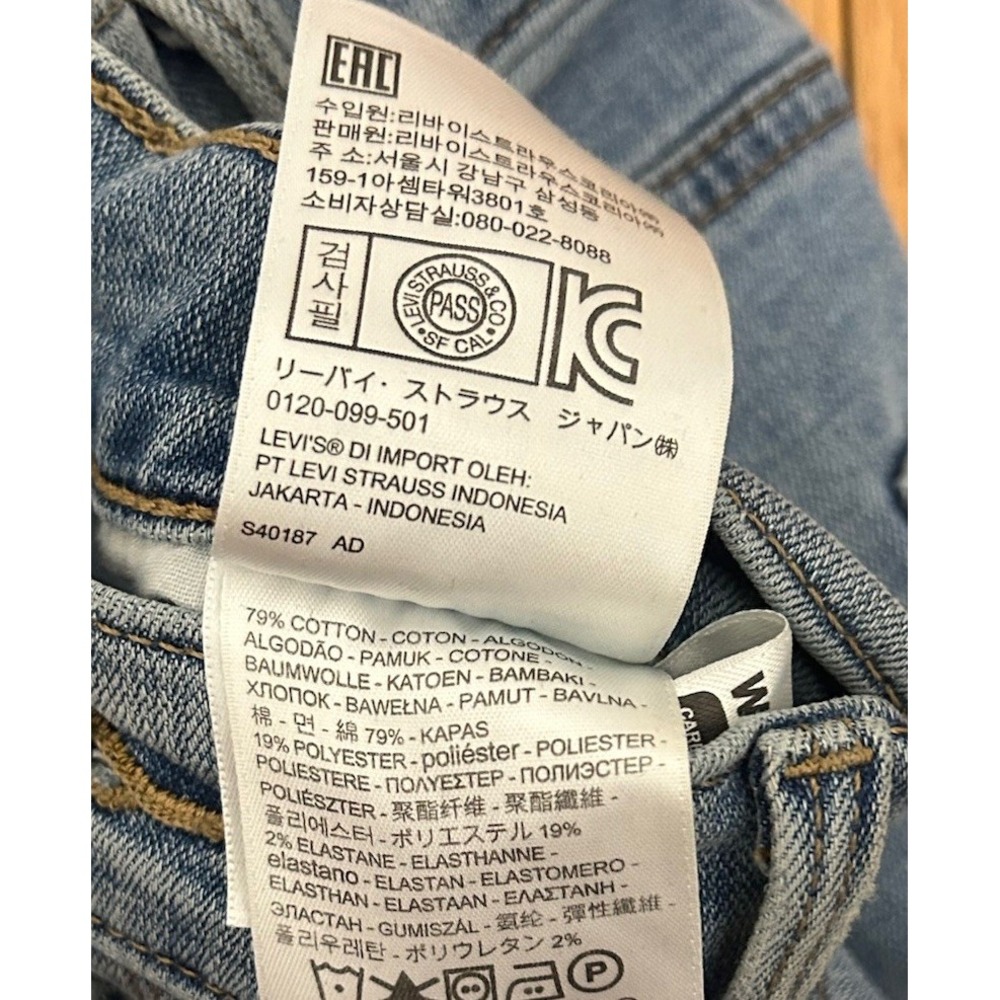 EAC
수입원:리바이스트라우스코리아㈜
판매원:리바이스트라우스코리아㈜
주 소:서울시 강남구 삼성동
159-1아셈타워3801호
소비자상담실:080-022-8088
검사필
LEVI STRAUSS & CO
PASS
• SF CAL •
KC
リーバイ・ストラウス ジャパン㈱
0120-099-501
LEVI'S® DI IMPORT OLEH:
PT LEVI STRAUSS INDONESIA
JAKARTA - INDONESIA
S40187 AD
79% COTTON - COTON - ALGODON -
ALGODÃO - PAMUK - COTONE -
BAUMWOLLE - KATOEN - BAMBAKI -
ХЛОПОК - BAWEŁNA - PAMUT - BAVLNA -
棉 - 면 - 綿 79% - KAPAS
19% POLYESTER - poliéster - POLIESTER -
POLIESTERE - ΠΟΛΥΕΣΤΕΡ - ПОЛИЭСТЕР -
POLIÉSZTER - 聚酯纤维 - 聚酯纖維 -
폴리에스터 - ポリエステル 19%
2% ELASTANE - ELASTHANNE -
elastano - ELASTAN - ELASTOMERO -
ELASTHAN - ELASTAAN - ΕΛΑΣΤΑΝΗ -
ЭЛАСТАН - GUMISZÁL - 氨纶 - 彈性纖維 -
폴리우레탄 - ポリウレタン 2%
P